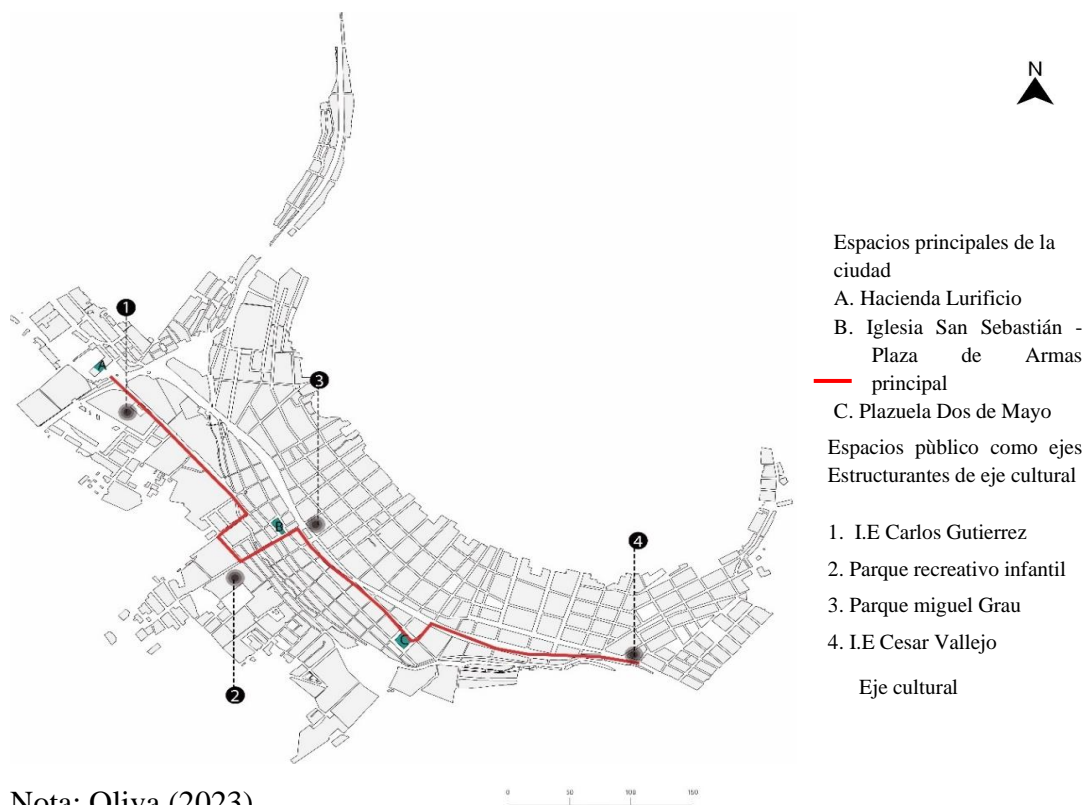 N
1
A
3
B
4
C
2
Espacios principales de la
ciudad
A. Hacienda Lurificio
B. Iglesia San Sebastián -
Plaza de Armas
principal
C. Plazuela Dos de Mayo
Espacios pùblico como ejes
Estructurantes de eje cultural
1. I.E Carlos Gutierrez
2. Parque recreativo infantil
3. Parque miguel Grau
4. I.E Cesar Vallejo
Eje cultural
Nota: Oliva (2023)
0 50 100 150